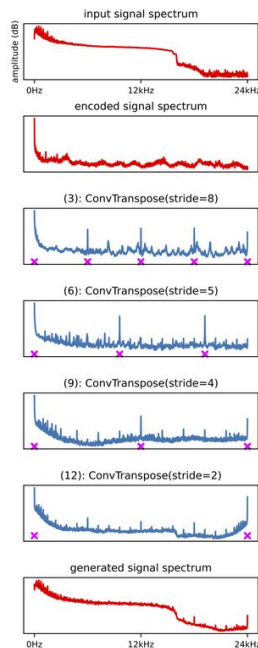 input signal spectrum
amplitude (dB)
0Hz 12kHz 24kHz
encoded signal spectrum
(3): ConvTranspose(stride=8)
(6): ConvTranspose(stride=5)
(9): ConvTranspose(stride=4)
(12): ConvTranspose(stride=2)
generated signal spectrum
0Hz 12kHz 24kHz